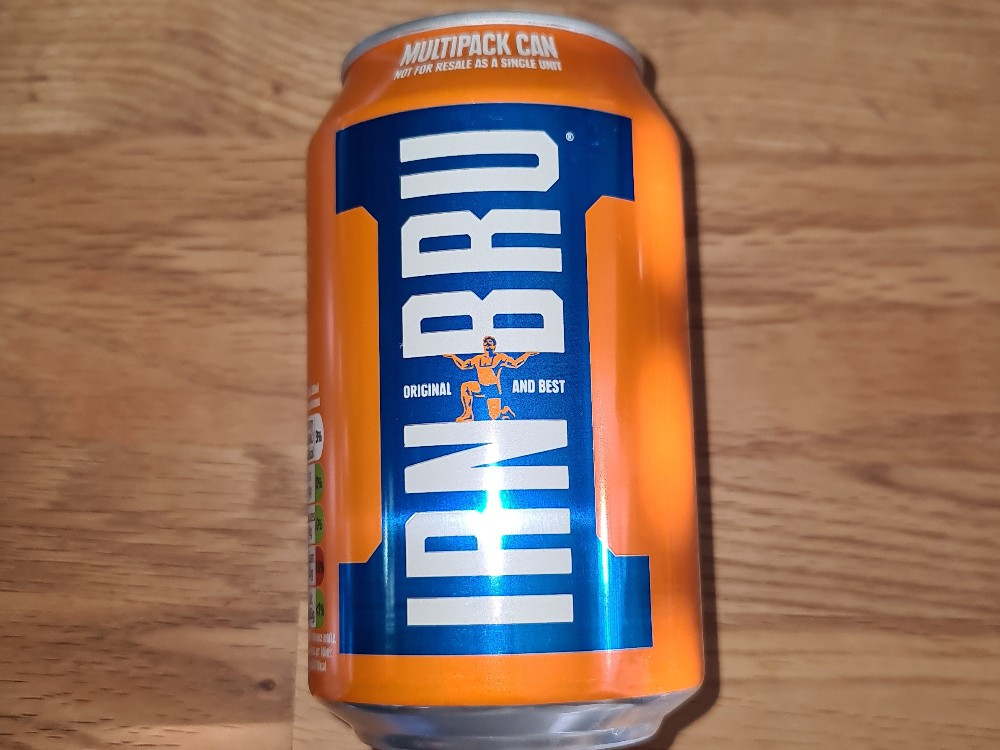 MULTIPACK CAN
NOT FOR RESALE AS A SINGLE UNIT
IRN BRU®
ORIGINAL AND BEST